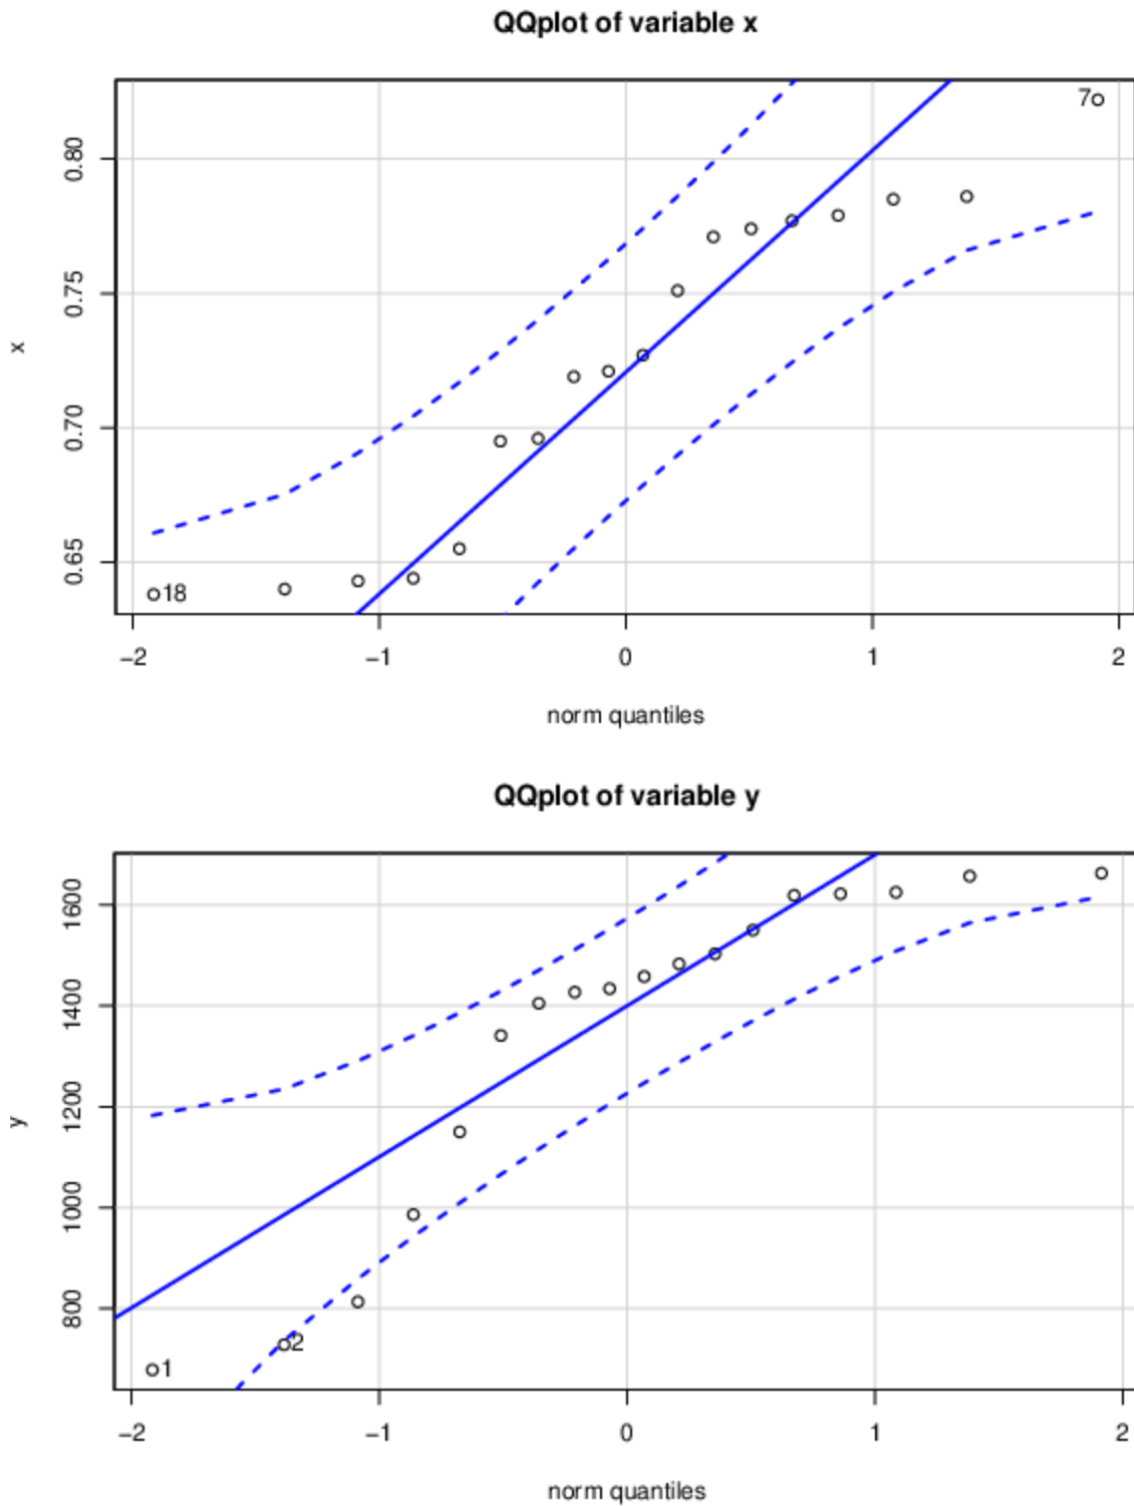 QQplot of variable x
x
0.80
0.75
0.70
0.65
7
18
−2 −1 0 1 2
norm quantiles
QQplot of variable y
y
1600
1400
1200
1000
800
1
2
−2 −1 0 1 2
norm quantiles